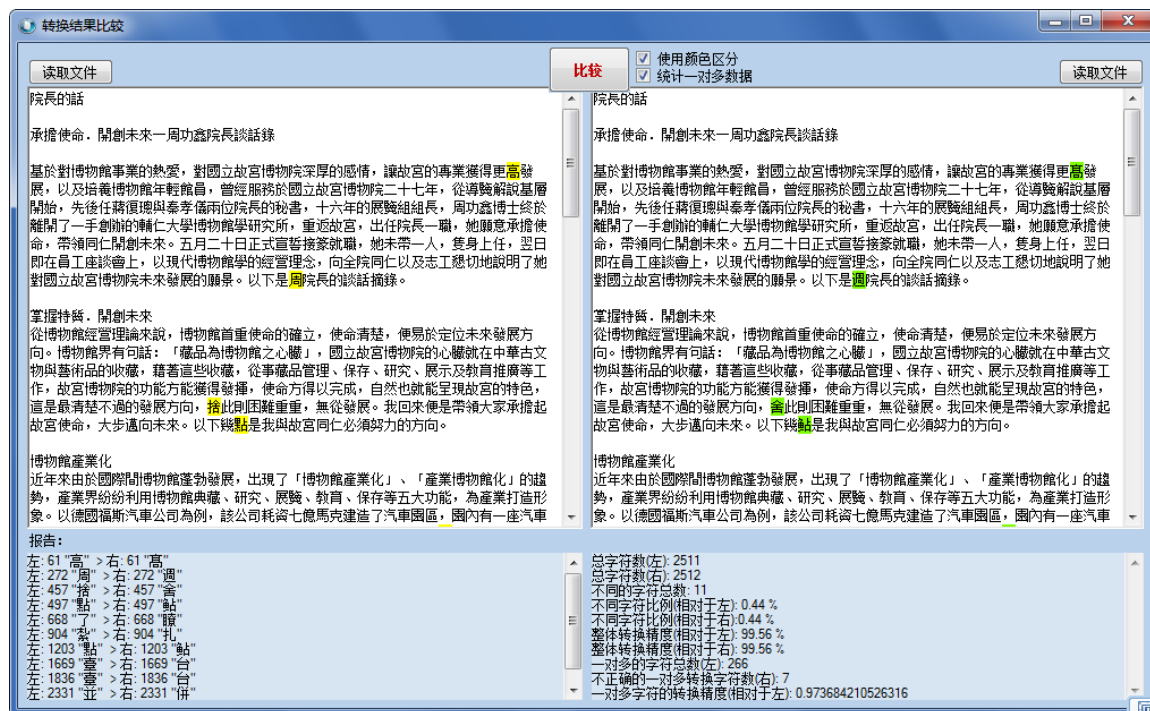 转换结果比较
读取文件
比较
使用颜色区分
统计一对多数据
读取文件
院長的話
承擔使命．開創未來一周功鑫院長談話錄
基於對博物館事業的熱愛，對國立故宮博物院深厚的感情，讓故宮的專業獲得更高發
展，以及培養博物館年輕館員，曾經服務於國立故宮博物院二十七年，從導覽解說基層
開始，先後任蔣復璁與秦孝儀兩位院長的秘書，十六年的展覽組組長，周功鑫博士終於
離開了一手創辦的輔仁大學博物館學研究所，重返故宮，出任院長一職，她願意承擔使
命，帶領同仁開創未來。五月二十日正式宣誓接篆就職，她未帶一人，隻身上任，翌日
即在員工座談會上，以現代博物館學的經營理念，向全院同仁以及志工懇切地說明了她
對國立故宮博物院未來發展的願景。以下是周院長的談話摘錄。
掌握特質．開創未來
從博物館經營理論來說，博物館首重使命的確立，使命清楚，便易於定位未來發展方
向。博物館界有句話：「藏品為博物館之心臟」，國立故宮博物院的心臟就在中華古文
物與藝術品的收藏，藉著這些收藏，從事藏品管理、保存、研究、展示及教育推廣等工
作，故宮博物院的功能方能獲得發揮，使命方得以完成，自然也就能呈現故宮的特色，
這是最清楚不過的發展方向，捨此則困難重重，無從發展。我回來便是帶領大家承擔起
故宮使命，大步邁向未來。以下幾點是我與故宮同仁必須努力的方向。
博物館產業化
近年來由於國際間博物館蓬勃發展，出現了「博物館產業化」、「產業博物館化」的趨
勢，產業界紛紛利用博物館典藏、研究、展覽、教育、保存等五大功能，為產業打造形
象。以德國福斯汽車公司為例，該公司耗資七億馬克建造了汽車園區，園內有一座汽車
院長的話
承擔使命．開創未來一周功鑫院長談話錄
基於對博物館事業的熱愛，對國立故宮博物院深厚的感情，讓故宮的專業獲得更髙發
展，以及培養博物館年輕館員，曾經服務於國立故宮博物院二十七年，從導覽解說基層
開始，先後任蔣復璁與秦孝儀兩位院長的秘書，十六年的展覽組組長，周功鑫博士終於
離開了一手創辦的輔仁大學博物館學研究所，重返故宮，出任院長一職，她願意承擔使
命，帶領同仁開創未來。五月二十日正式宣誓接篆就職，她未帶一人，隻身上任，翌日
即在員工座談會上，以現代博物館學的經營理念，向全院同仁以及志工懇切地說明了她
對國立故宮博物院未來發展的願景。以下是週院長的談話摘錄。
掌握特質．開創未來
從博物館經營理論來說，博物館首重使命的確立，使命清楚，便易於定位未來發展方
向。博物館界有句話：「藏品為博物館之心臟」，國立故宮博物院的心臟就在中華古文
物與藝術品的收藏，藉著這些收藏，從事藏品管理、保存、研究、展示及教育推廣等工
作，故宮博物院的功能方能獲得發揮，使命方得以完成，自然也就能呈現故宮的特色，
這是最清楚不過的發展方向，舍此則困難重重，無從發展。我回來便是帶領大家承擔起
故宮使命，大步邁向未來。以下幾鲇是我與故宮同仁必須努力的方向。
博物館產業化
近年來由於國際間博物館蓬勃發展，出現了「博物館產業化」、「產業博物館化」的趨
勢，產業界紛紛利用博物館典藏、研究、展覽、教育、保存等五大功能，為產業打造形
象。以德國福斯汽車公司為例，該公司耗資七億馬克建造了汽車園區，園內有一座汽車
报告：
左: 61 "高" > 右: 61 "髙"
左: 272 "周" > 右: 272 "週"
左: 457 "捨" > 右: 457 "舍"
左: 497 "點" > 右: 497 "鲇"
左: 668 "了" > 右: 668 "瞭"
左: 904 "紮" > 右: 904 "扎"
左: 1203 "點" > 右: 1203 "鲇"
左: 1669 "臺" > 右: 1669 "台"
左: 1836 "臺" > 右: 1836 "台"
左: 2331 "並" > 右: 2331 "併"
总字符数(左): 2511
总字符数(右): 2512
不同的字符总数: 11
不同字符比例(相对于左): 0.44 %
不同字符比例(相对于右):0.44 %
整体转换精度(相对于左): 99.56 %
整体转换精度(相对于右): 99.56 %
一对多的字符总数(左): 266
不正确的一对多转换字符数(右): 7
一对多字符的转换精度(相对于左): 0.973684210526316